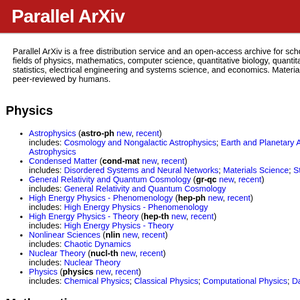 Parallel ArXiv
Parallel ArXiv is a free distribution service and an open-access archive for
fields of physics, mathematics, computer science, quantitative biology,
statistics, electrical engineering and systems science, and economics.
peer-reviewed by humans.
Physics
Astrophysics (astro-ph new, recent)
includes: Cosmology and Nongalactic Astrophysics; Earth and Planetary
Astrophysics
Condensed Matter (cond-mat new, recent)
includes: Disordered Systems and Neural Networks; Materials Science;
General Relativity and Quantum Cosmology (gr-qc new, recent)
includes: General Relativity and Quantum Cosmology
High Energy Physics - Phenomenology (hep-ph new, recent)
includes: High Energy Physics - Phenomenology
High Energy Physics - Theory (hep-th new, recent)
includes: High Energy Physics - Theory
Nonlinear Sciences (nlin new, recent)
includes: Chaotic Dynamics
Nuclear Theory (nucl-th new, recent)
includes: Nuclear Theory
Physics (physics new, recent)
includes: Chemical Physics; Classical Physics; Computational Physics;